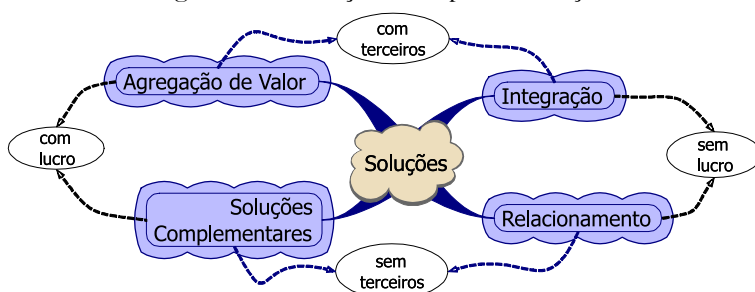 com
terceiros
Agregação de Valor
Integração
com
lucro
Soluções
sem
lucro
Soluções
Complementares
Relacionamento
sem
terceiros